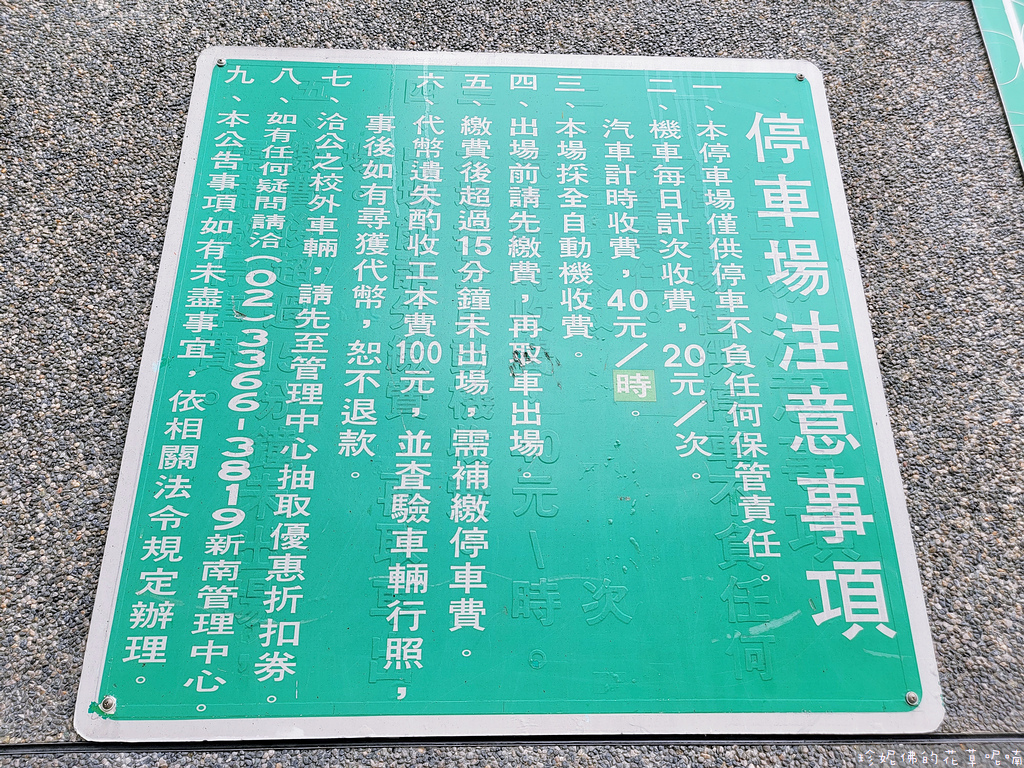 停車場注意事項
一、本停車場僅供停車不負任何保管責任。
二、機車每日計次收費,20元/次。
汽車計時收費,40元/時。
三、本場採全自動機收費。
四、出場前請先繳費,再取車出場。
五、繳費後超過15分鐘未出場,需補繳停車費。
六、代幣遺失酌收工本費100元,並查驗車輛行照,
事後如有尋獲代幣,恕不退款。
七、洽公之校外車輛,請先至管理中心抽取優惠折扣券。
八、如有任何疑問請洽(02)3366-3819新南管理中心。
九、本公告事項如有未盡事宜,依相關法令規定辦理。
珍妮佛的花草呢喃